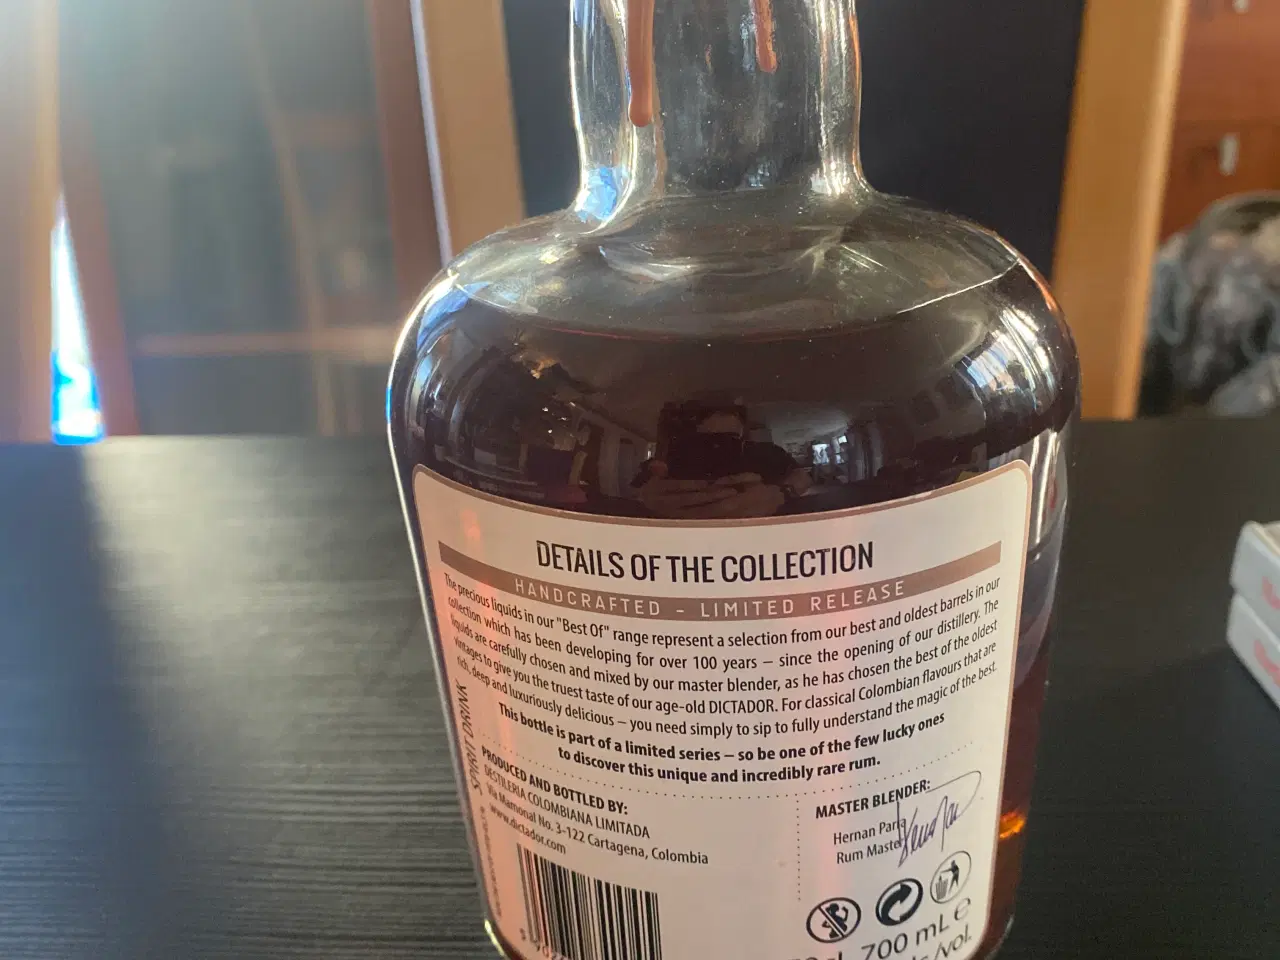 DETAILS OF THE COLLECTION
HANDCRAFTED - LIMITED RELEASE
The precious liquids in our "Best Of" range represent a selection from our best and oldest barrels in our
collection which has been developing for over 100 years – since the opening of our distillery. The
liquids are carefully chosen and mixed by our master blender, as he has chosen the best of the oldest
vintages to give you the truest taste of our age-old DICTADOR. For classical Colombian flavours that are
rich, deep and luxuriously delicious – you need simply to sip to fully understand the magic of the best.
This bottle is part of a limited series – so be one of the few lucky ones
to discover this unique and incredibly rare rum.
SPIRIT DRINK
PRODUCED AND BOTTLED BY:
DESTILERIA COLOMBIANA LIMITADA
Via Mamonal No. 3-122 Cartagena, Colombia
www.dictador.com
MASTER BLENDER:
Hernan Parra
Rum Master
700 mL e
/vol.